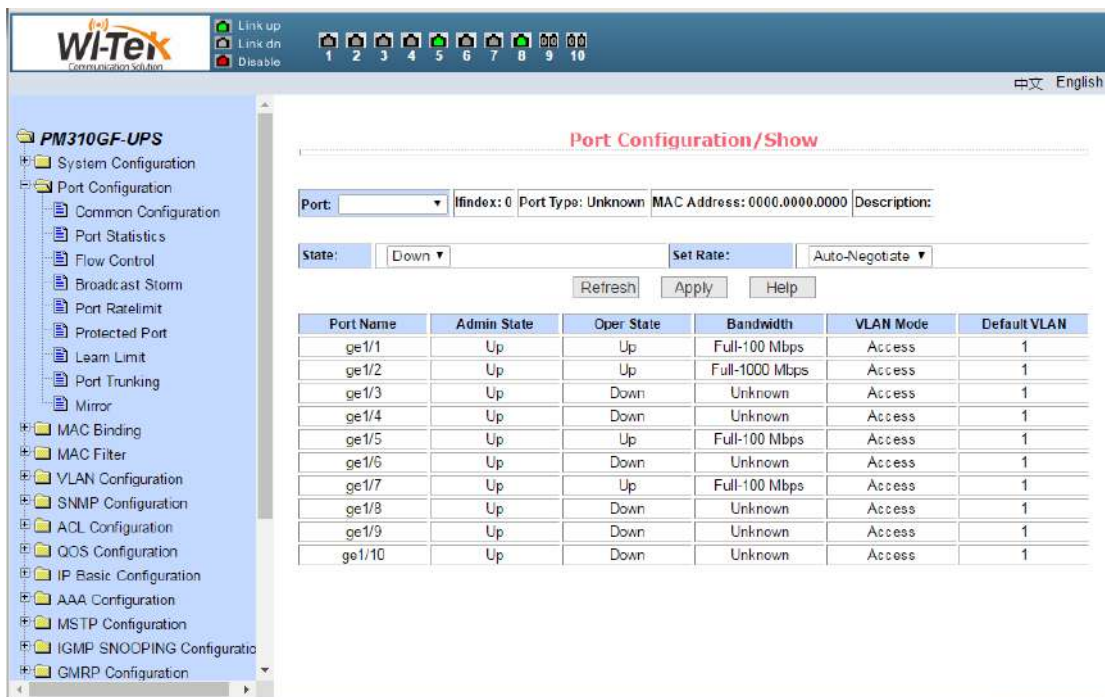 Wi-Tek
Communication Solution
Link up
Link dn
Disable
1 2 3 4 5 6 7 8 9 10
中文 English
PM310GF-UPS
System Configuration
Port Configuration
Common Configuration
Port Statistics
Flow Control
Broadcast Storm
Port Ratelimit
Protected Port
Learn Limit
Port Trunking
Mirror
MAC Binding
MAC Filter
VLAN Configuration
SNMP Configuration
ACL Configuration
QOS Configuration
IP Basic Configuration
AAA Configuration
MSTP Configuration
IGMP SNOOPING Configuratio
GMRP Configuration
Port Configuration/Show
Port: Ifindex: 0 Port Type: Unknown MAC Address: 0000.0000.0000 Description:
State: Down Set Rate: Auto-Negotiate
Refresh Apply Help
Port Name Admin State Oper State Bandwidth VLAN Mode Default VLAN
ge1/1 Up Up Full-100 Mbps Access 1
ge1/2 Up Up Full-1000 Mbps Access 1
ge1/3 Up Down Unknown Access 1
ge1/4 Up Down Unknown Access 1
ge1/5 Up Up Full-100 Mbps Access 1
ge1/6 Up Down Unknown Access 1
ge1/7 Up Up Full-100 Mbps Access 1
ge1/8 Up Down Unknown Access 1
ge1/9 Up Down Unknown Access 1
ge1/10 Up Down Unknown Access 1